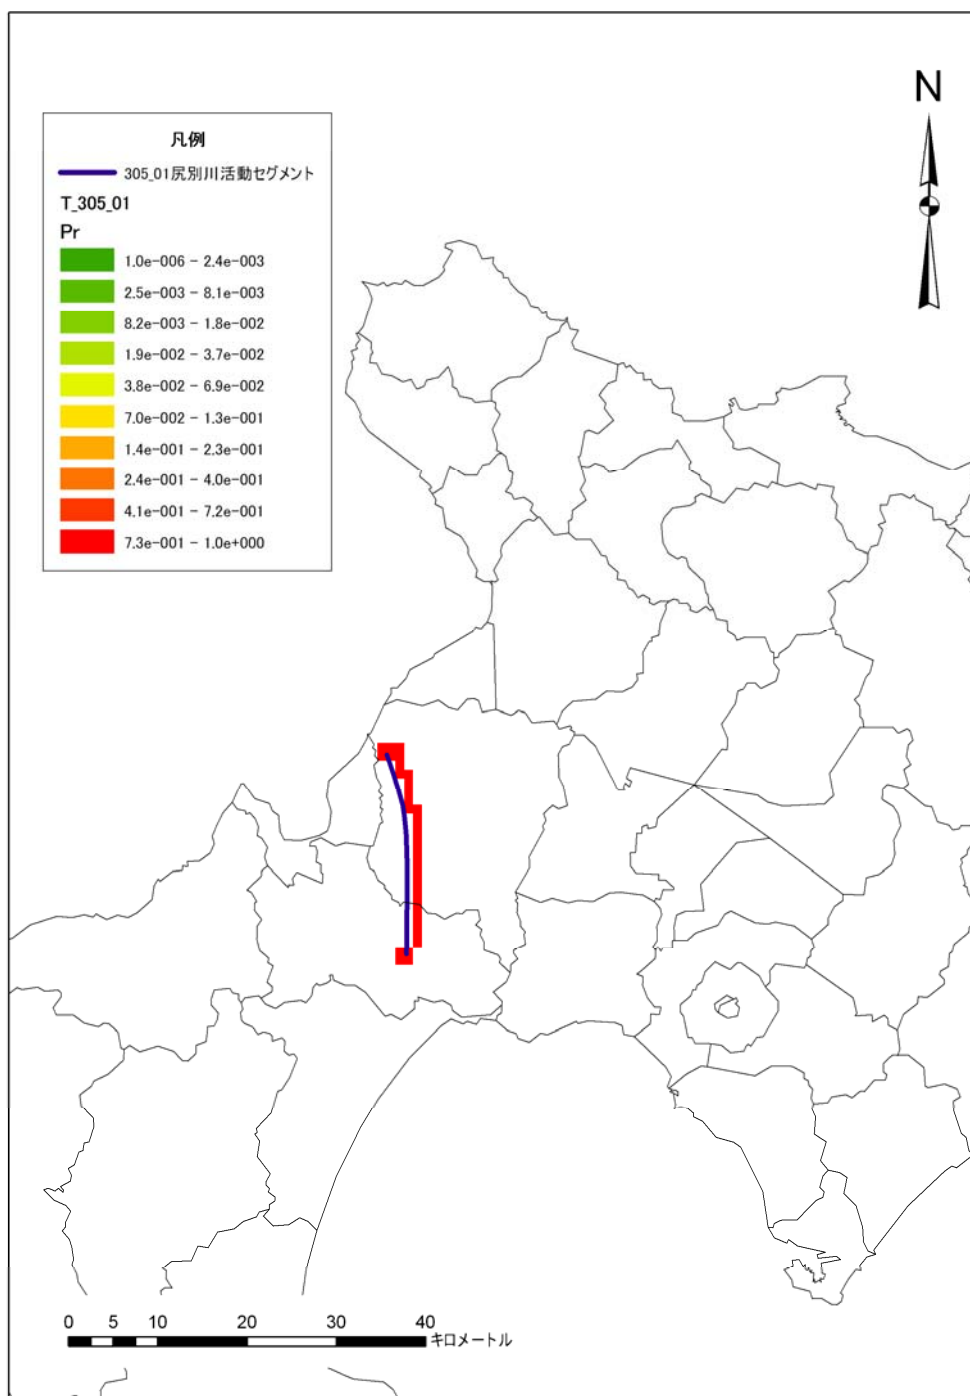 N
凡例
305_01尻別川活動セグメント
T_305_01
Pr
1.0e-006 - 2.4e-003
2.5e-003 - 8.1e-003
8.2e-003 - 1.8e-002
1.9e-002 - 3.7e-002
3.8e-002 - 6.9e-002
7.0e-002 - 1.3e-001
1.4e-001 - 2.3e-001
2.4e-001 - 4.0e-001
4.1e-001 - 7.2e-001
7.3e-001 - 1.0e+000
0 5 10 20 30 40
キロメートル